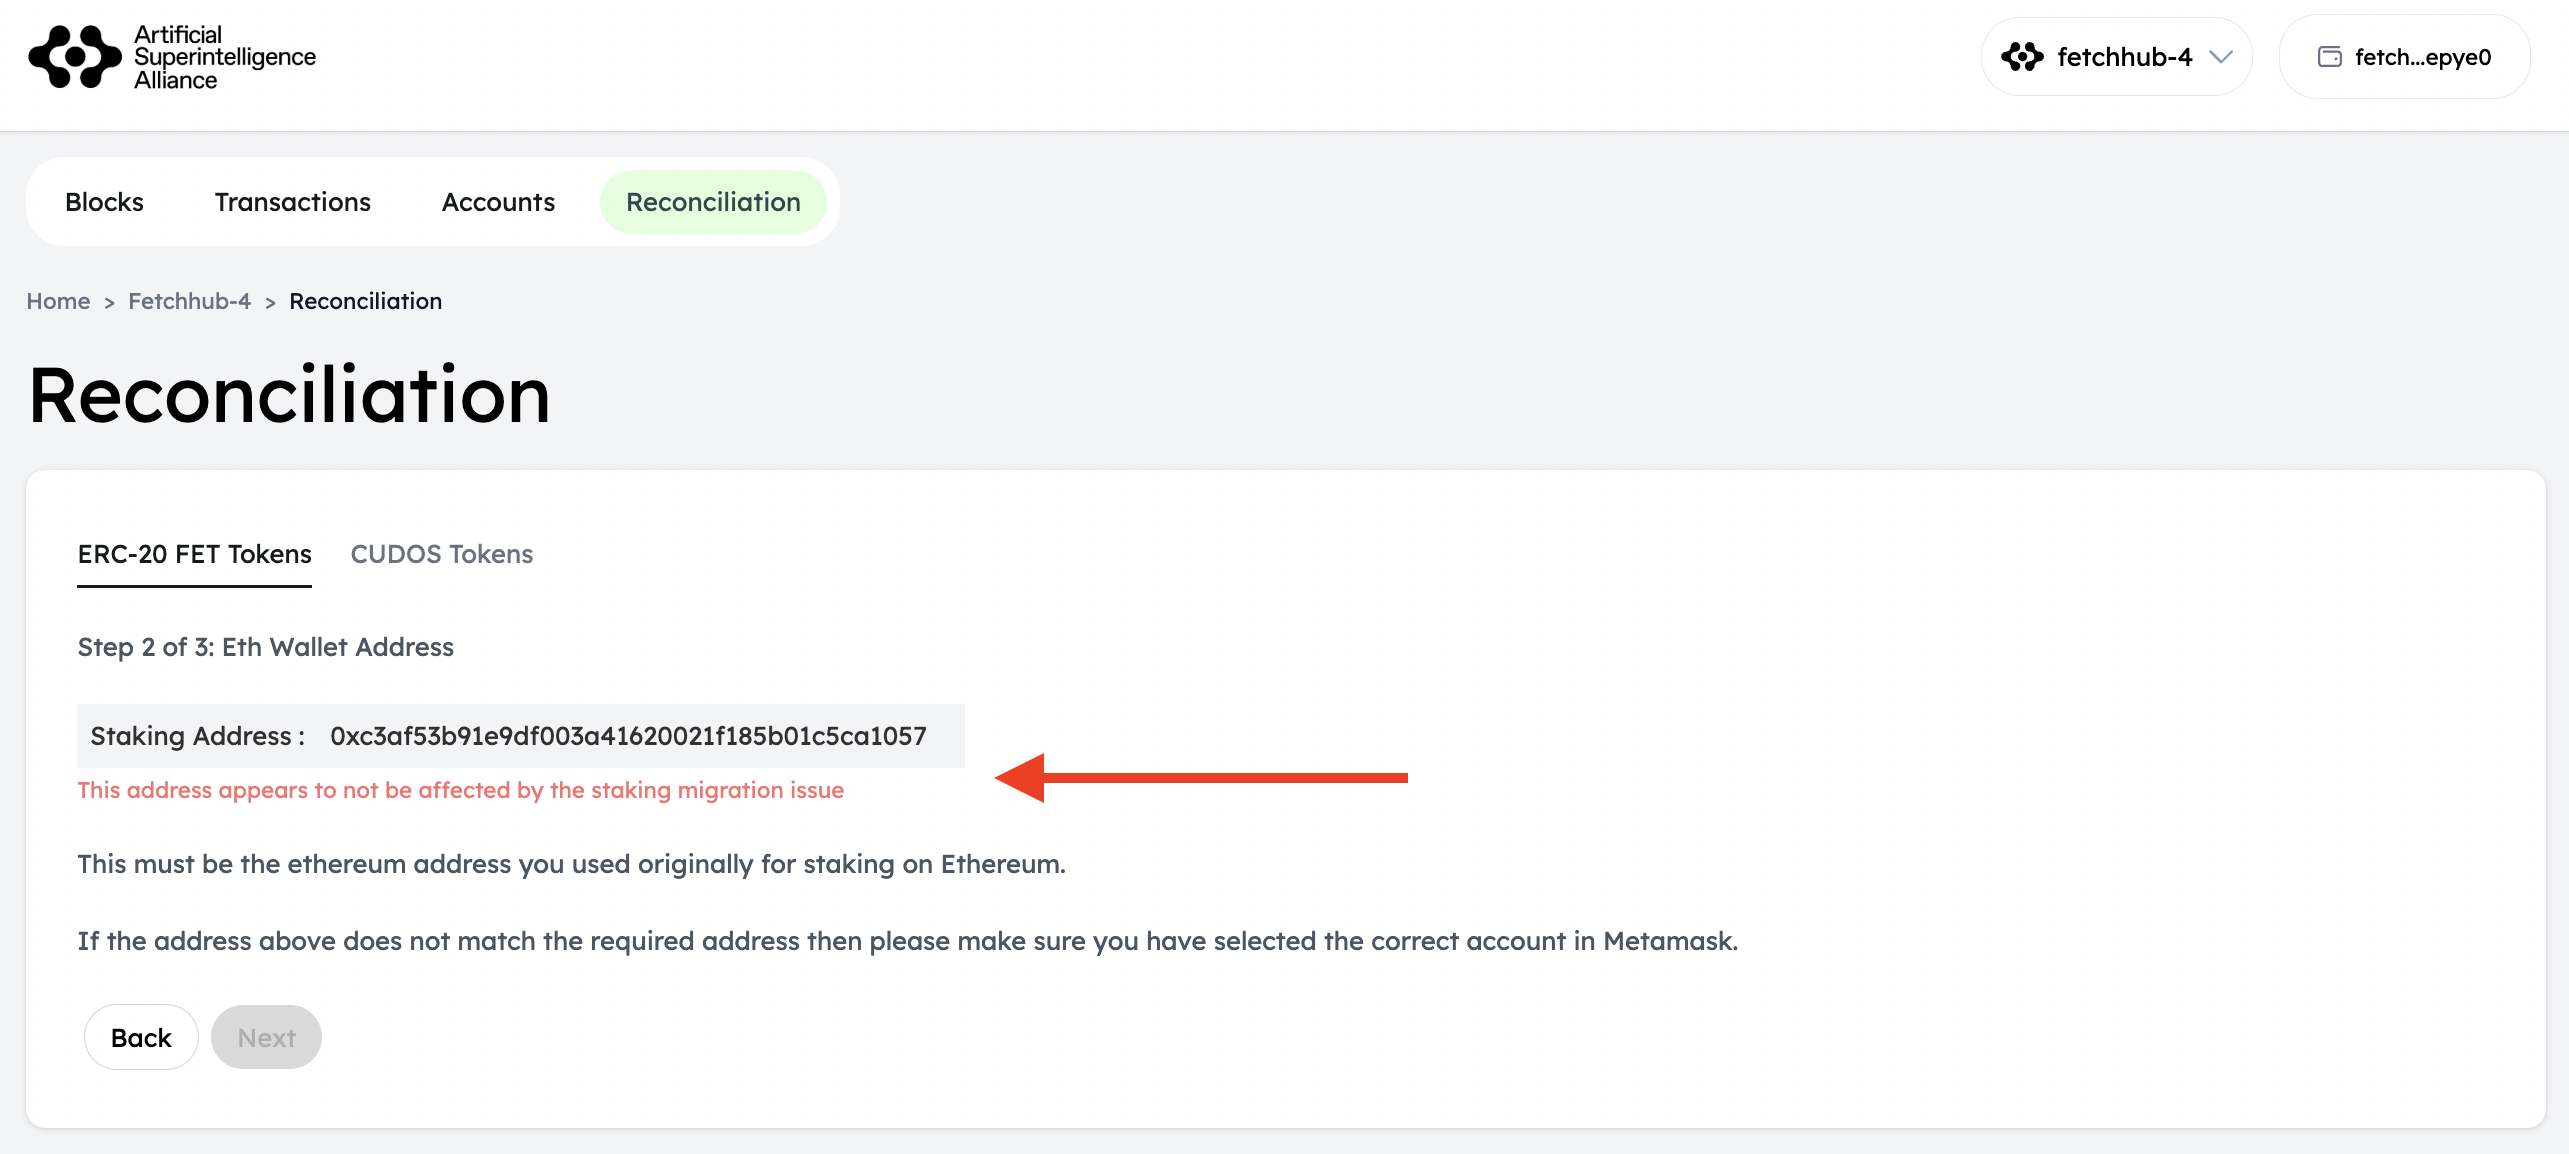 Artificial
Superintelligence
Alliance
fetchhub-4
fetch...epye0
Blocks Transactions Accounts Reconciliation
Home > Fetchhub-4 > Reconciliation
Reconciliation
ERC-20 FET Tokens CUDOS Tokens
Step 2 of 3: Eth Wallet Address
Staking Address : 0xc3af53b91e9df003a41620021f185b01c5ca1057
This address appears to not be affected by the staking migration issue
This must be the ethereum address you used originally for staking on Ethereum.
If the address above does not match the required address then please make sure you have selected the correct account in Metamask.
Back Next